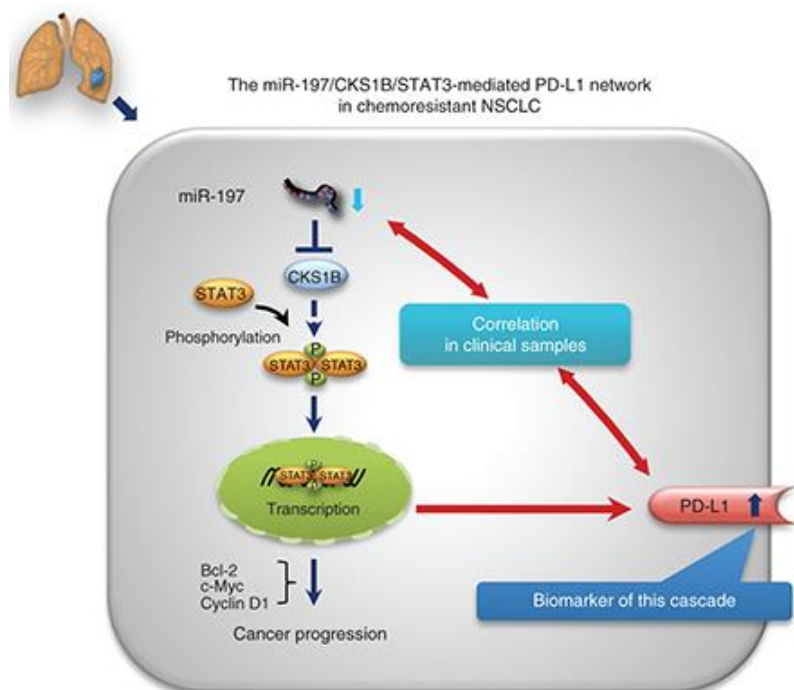 The miR-197/CKS1B/STAT3-mediated PD-L1 network
in chemoresistant NSCLC
miR-197
CKS1B
STAT3
Phosphorylation
P
STAT3 STAT3
P
Correlation
in clinical samples
P
STAT3 STAT3
P
Transcription
PD-L1
Bcl-2
c-Myc
Cyclin D1
Biomarker of this cascade
Cancer progression